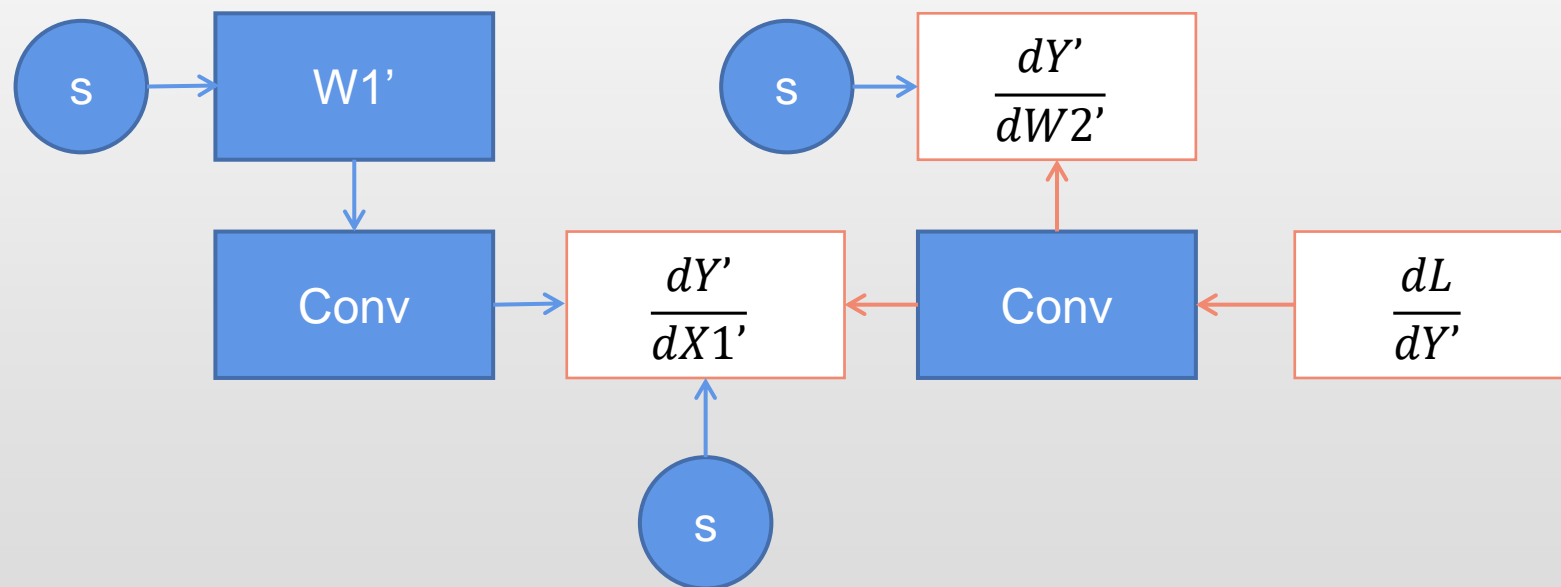 s
W1’
s
dY’
dW2’
Conv
dY’
dX1’
Conv
dL
dY’
s